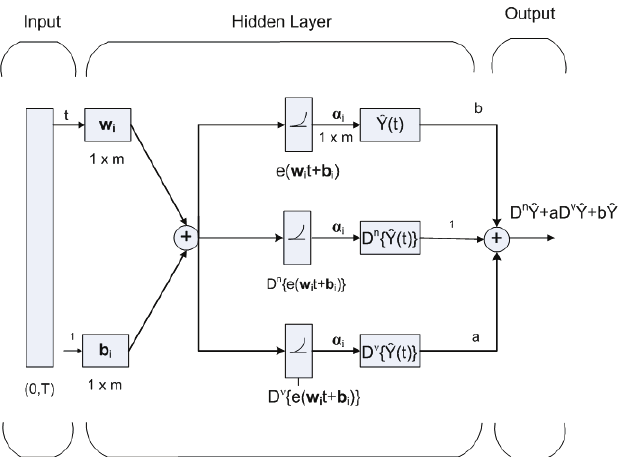 Input
Hidden Layer
Output
t
wᵢ
1 x m
e(wᵢt+bᵢ)
αᵢ
1 x m
Ŷ(t)
b
+
Dⁿ{e(wᵢt+bᵢ)}
αᵢ
Dⁿ{Ŷ(t)}
1
+
DⁿŶ+aDᵛŶ+bŶ
1
bᵢ
1 x m
(0,T)
Dᵛ{e(wᵢt+bᵢ)}
αᵢ
Dᵛ{Ŷ(t)}
a